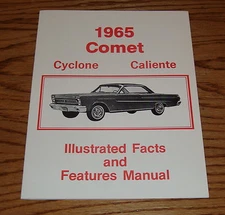 1965
Comet
Cyclone Caliente
Illustrated Facts
and
Features Manual